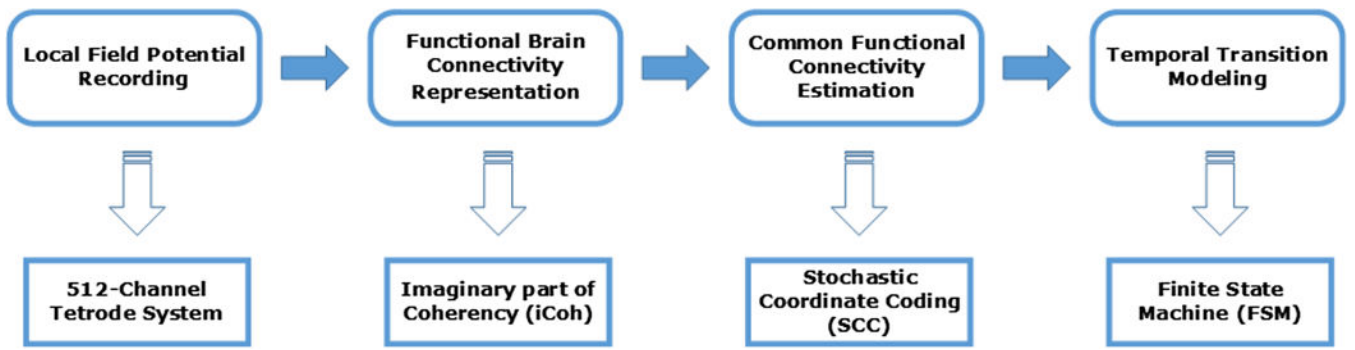 Local Field Potential
Recording
Functional Brain
Connectivity
Representation
Common Functional
Connectivity
Estimation
Temporal Transition
Modeling
512-Channel
Tetrode System
Imaginary part of
Coherency (iCoh)
Stochastic
Coordinate Coding
(SCC)
Finite State
Machine (FSM)